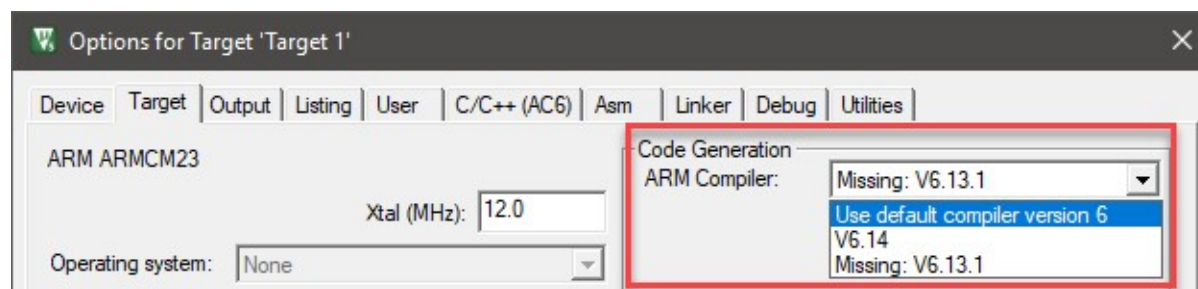 Options for Target 'Target 1'
Device Target Output Listing User C/C++ (AC6) Asm Linker Debug Utilities
ARM ARMCM23
Xtal (MHz): 12.0
Operating system: None
Code Generation
ARM Compiler: Missing: V6.13.1
Use default compiler version 6
V6.14
Missing: V6.13.1